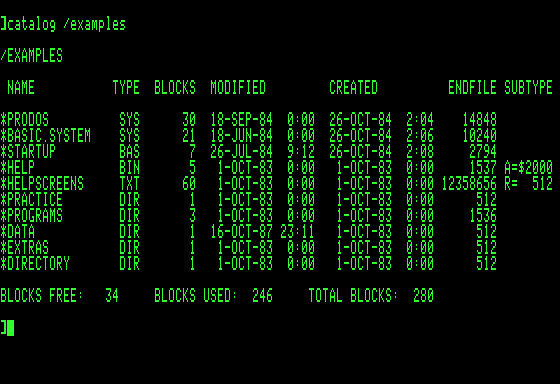 ]catalog /examples
/EXAMPLES
NAME TYPE BLOCKS MODIFIED CREATED ENDFILE SUBTYPE
*PRODOS SYS 30 18-SEP-84 0:00 26-OCT-84 2:04 14848
*BASIC.SYSTEM SYS 21 18-JUN-84 0:00 26-OCT-84 2:06 10240
*STARTUP BAS 7 26-JUL-84 9:12 26-OCT-84 2:08 2794
*HELP BIN 5 1-OCT-83 0:00 1-OCT-83 0:00 1537 A=$2000
*HELPSCREENS TXT 60 1-OCT-83 0:00 1-OCT-83 0:00 12358656 R= 512
*PRACTICE DIR 1 1-OCT-83 0:00 1-OCT-83 0:00 512
*PROGRAMS DIR 3 1-OCT-83 0:00 1-OCT-83 0:00 1536
*DATA DIR 1 16-OCT-87 23:11 1-OCT-83 0:00 512
*EXTRAS DIR 1 1-OCT-83 0:00 1-OCT-83 0:00 512
*DIRECTORY DIR 1 1-OCT-83 0:00 1-OCT-83 0:00 512
BLOCKS FREE: 34 BLOCKS USED: 246 TOTAL BLOCKS: 280
]